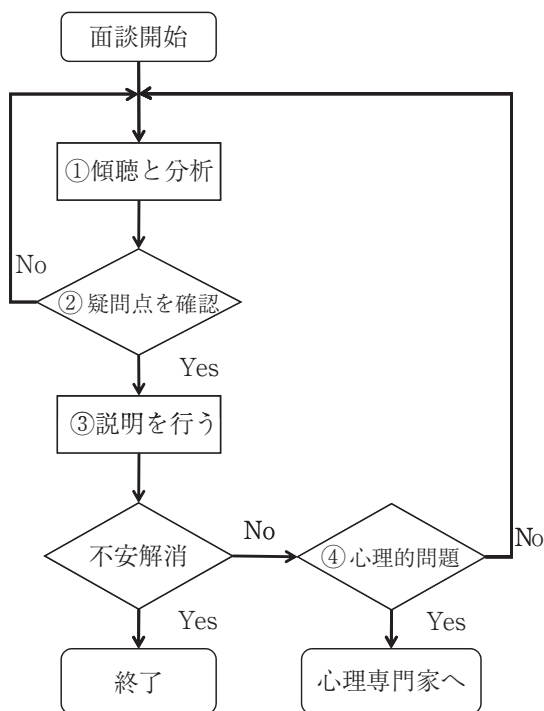 面談開始
①傾聴と分析
No
②疑問点を確認
Yes
③説明を行う
不安解消
No
④心理的問題
No
Yes
Yes
終了
心理専門家へ